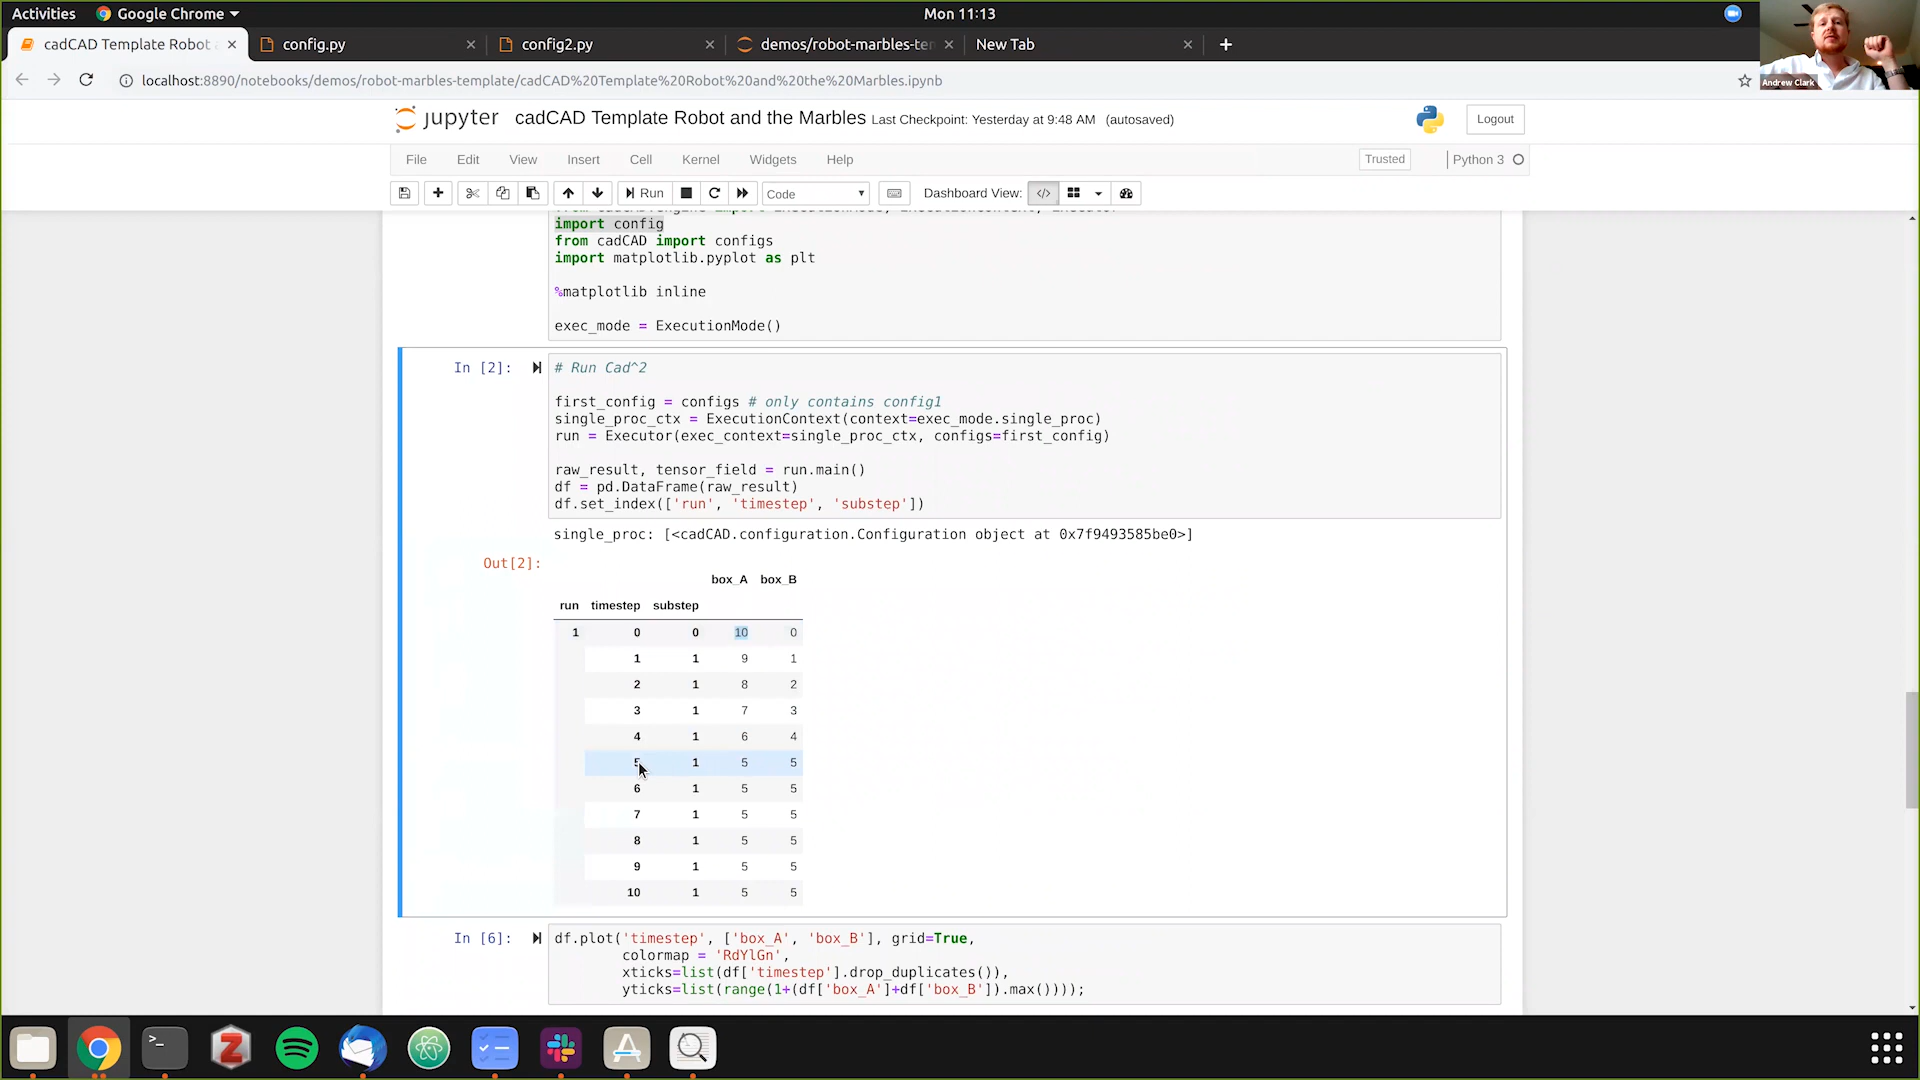 Activities Google Chrome Mon 11:13
cadCAD Template Robot config.py config2.py demos/robot-marbles-te New Tab
localhost:8890/notebooks/demos/robot-marbles-template/cadCAD%20Template%20Robot%20and%20the%20Marbles.ipynb
Andrew Clark
jupyter cadCAD Template Robot and the Marbles Last Checkpoint: Yesterday at 9:48 AM (autosaved) Logout
File Edit View Insert Cell Kernel Widgets Help Trusted Python 3
Run Code Dashboard View:
import config
from cadCAD import configs
import matplotlib.pyplot as plt
%matplotlib inline
exec_mode = ExecutionMode()
In [2]: # Run Cad^2
first_config = configs # only contains config1
single_proc_ctx = ExecutionContext(context=exec_mode.single_proc)
run = Executor(exec_context=single_proc_ctx, configs=first_config)
raw_result, tensor_field = run.main()
df = pd.DataFrame(raw_result)
df.set_index(['run', 'timestep', 'substep'])
single_proc: [<cadCAD.configuration.Configuration object at 0x7f9493585be0>]
Out[2]:
box_A box_B
run timestep substep
1 0 0 10 0
1 1 9 1
2 1 8 2
3 1 7 3
4 1 6 4
5 1 5 5
6 1 5 5
7 1 5 5
8 1 5 5
9 1 5 5
10 1 5 5
In [6]: df.plot('timestep', ['box_A', 'box_B'], grid=True,
colormap = 'RdYlGn',
xticks=list(df['timestep'].drop_duplicates()),
yticks=list(range(1+(df['box_A']+df['box_B']).max())));